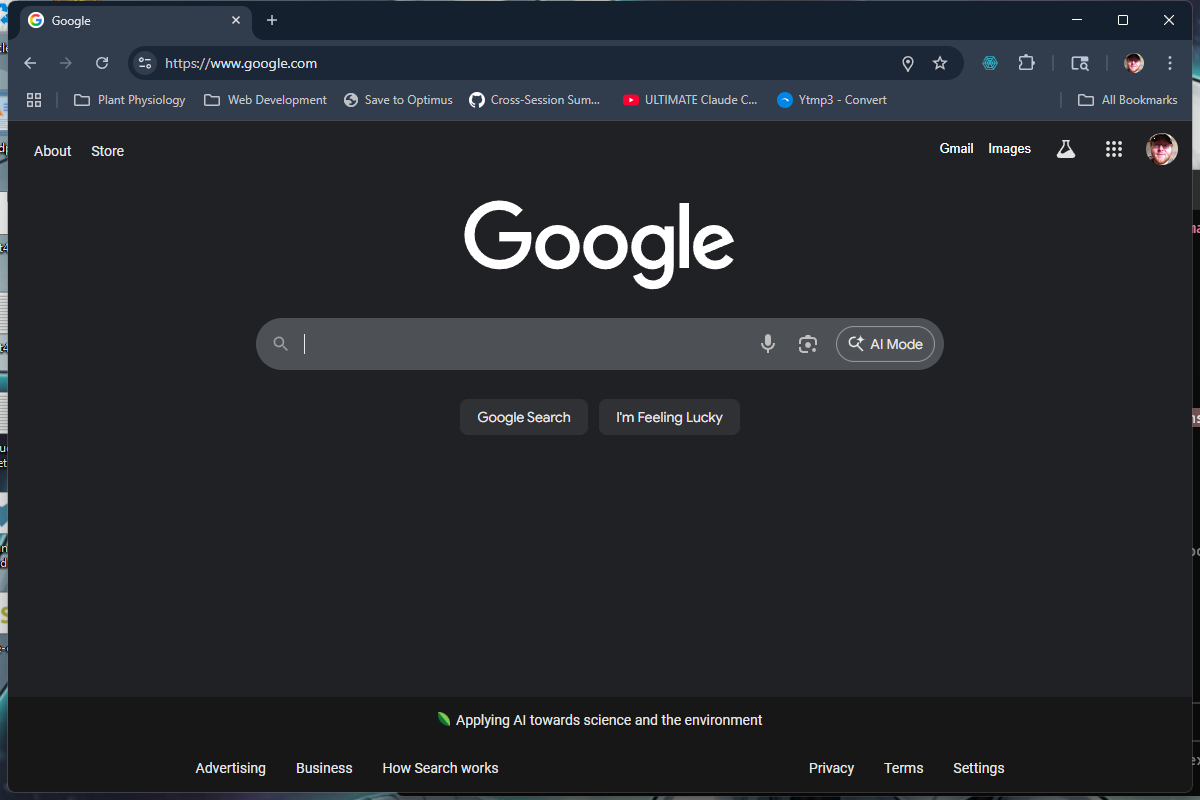 Google
https://www.google.com
Plant Physiology
Web Development
Save to Optimus
Cross-Session Sum...
ULTIMATE Claude C...
Ytmp3 - Convert
All Bookmarks
About
Store
Gmail
Images
Google
AI Mode
Google Search
I'm Feeling Lucky
Applying AI towards science and the environment
Advertising
Business
How Search works
Privacy
Terms
Settings